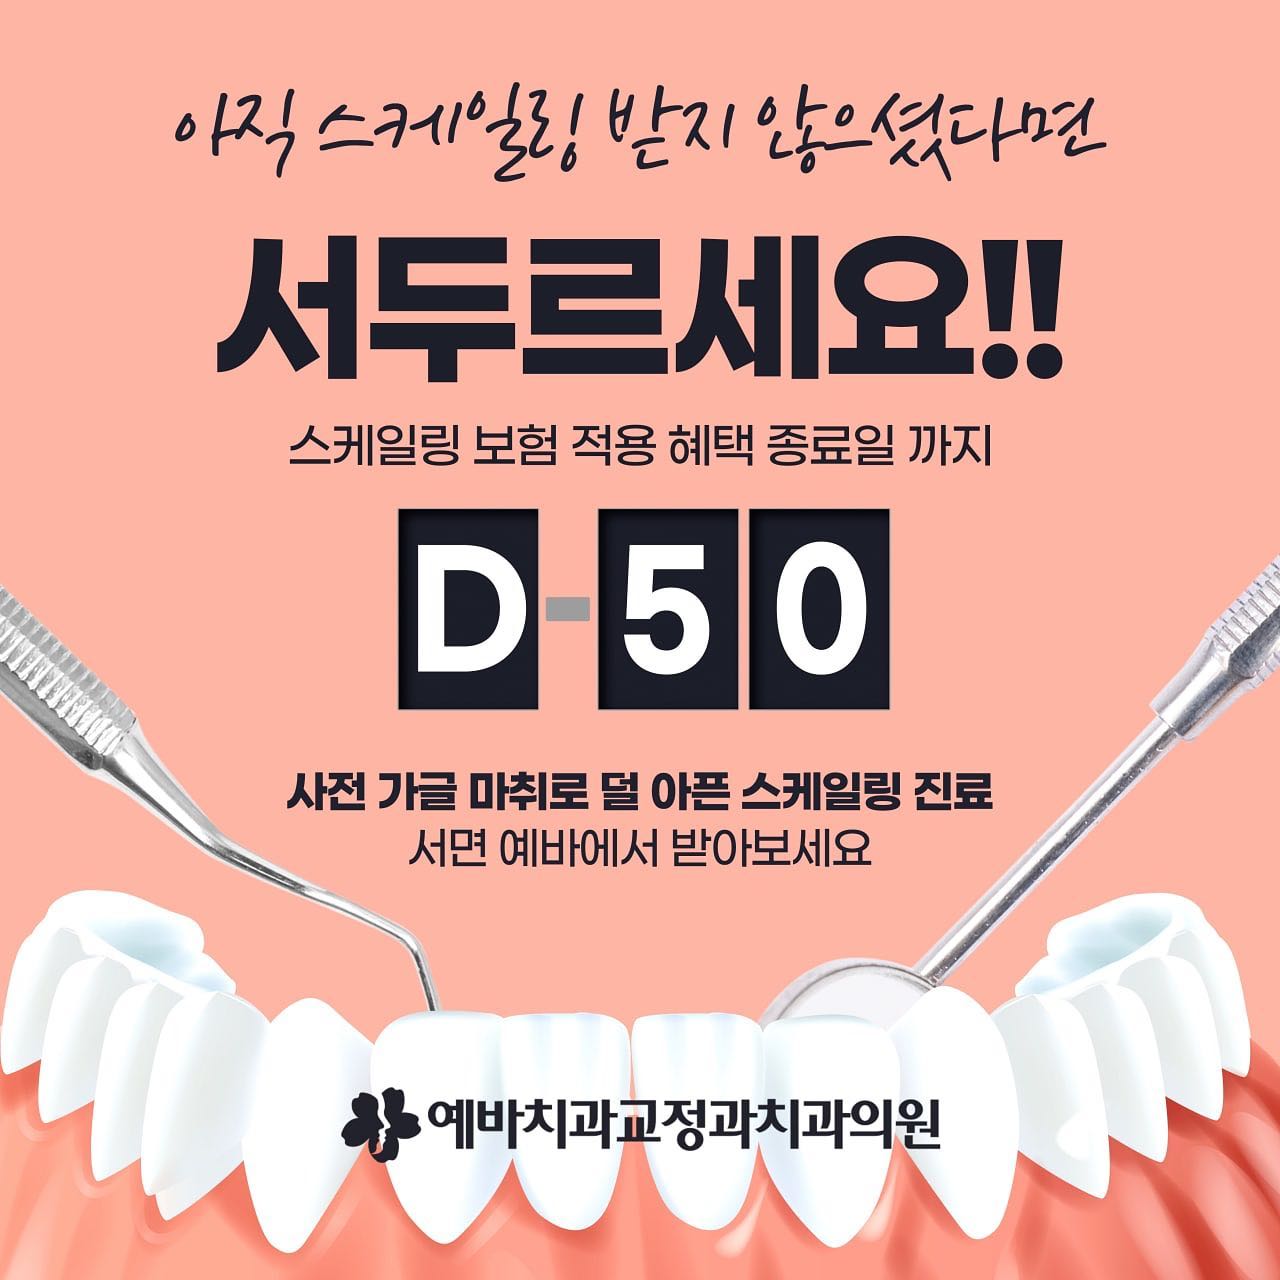 아직 스케일링 받지 않으셨다면
서두르세요!!
스케일링 보험 적용 혜택 종료일 까지
D-50
사전 가글 마취로 덜 아픈 스케일링 진료
서면 예바에서 받아보세요
예바치과교정과치과의원